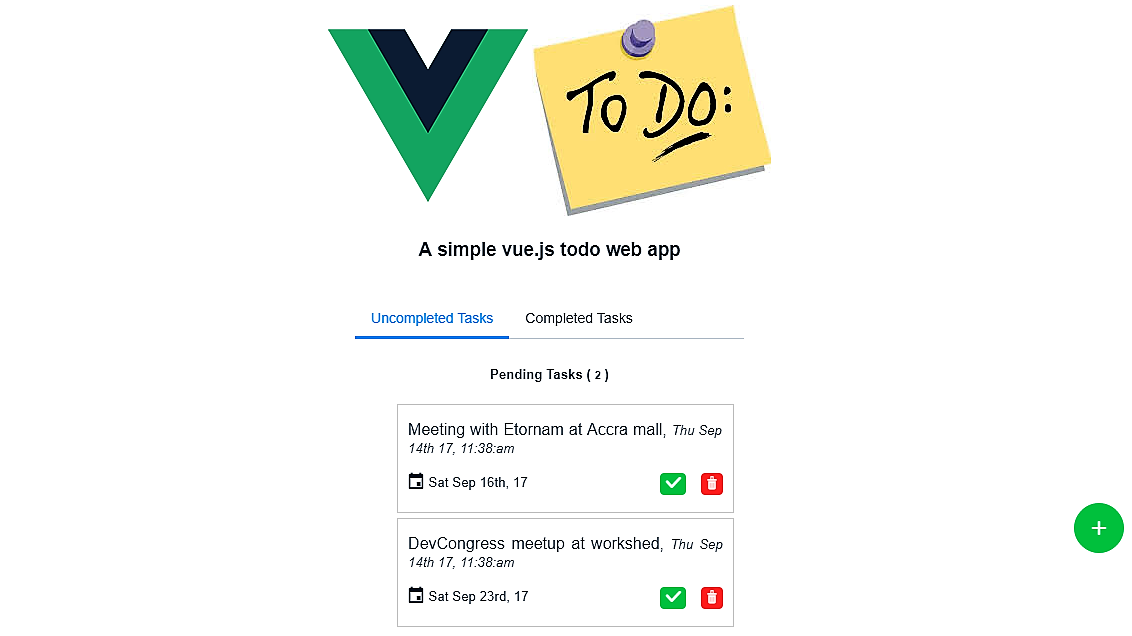 To Do:
A simple vue.js todo web app
Uncompleted Tasks Completed Tasks
Pending Tasks ( 2 )
Meeting with Etornam at Accra mall, Thu Sep
14th 17, 11:38:am
Sat Sep 16th, 17
DevCongress meetup at workshed, Thu Sep
14th 17, 11:38:am
Sat Sep 23rd, 17